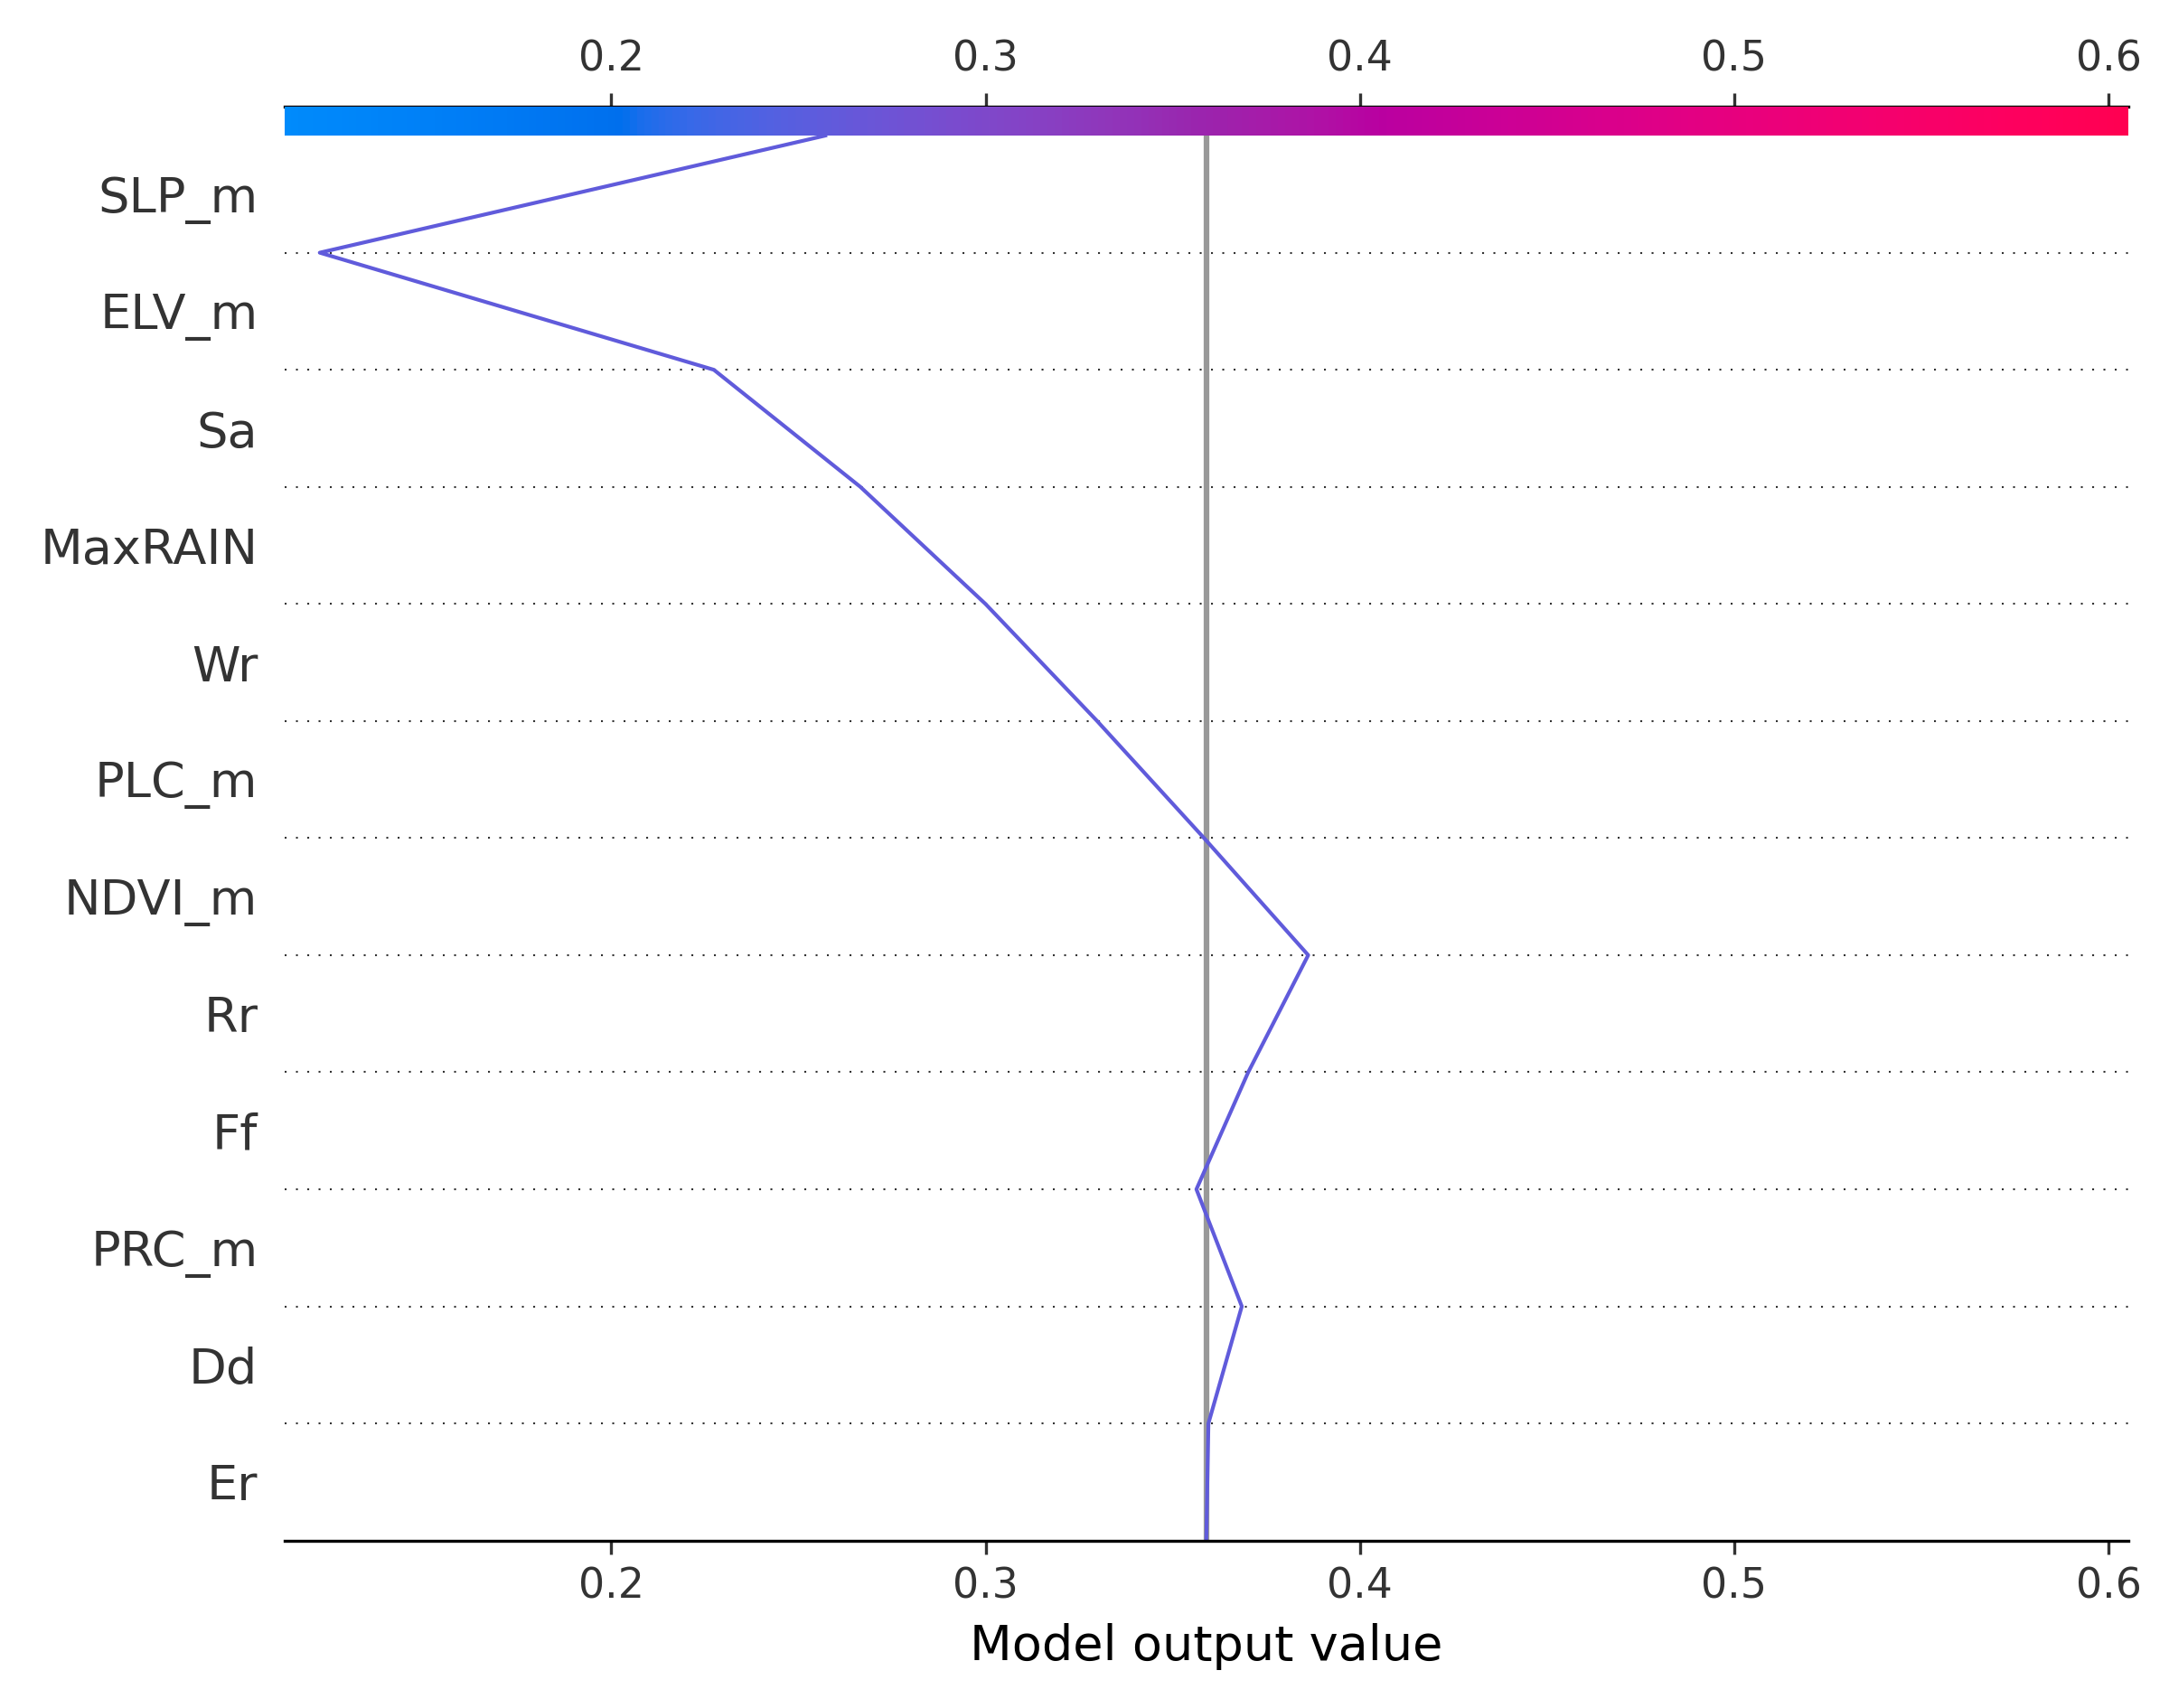 0.2 0.3 0.4 0.5 0.6
SLP_m
ELV_m
Sa
MaxRAIN
Wr
PLC_m
NDVI_m
Rr
Ff
PRC_m
Dd
Er
0.2 0.3 0.4 0.5 0.6
Model output value